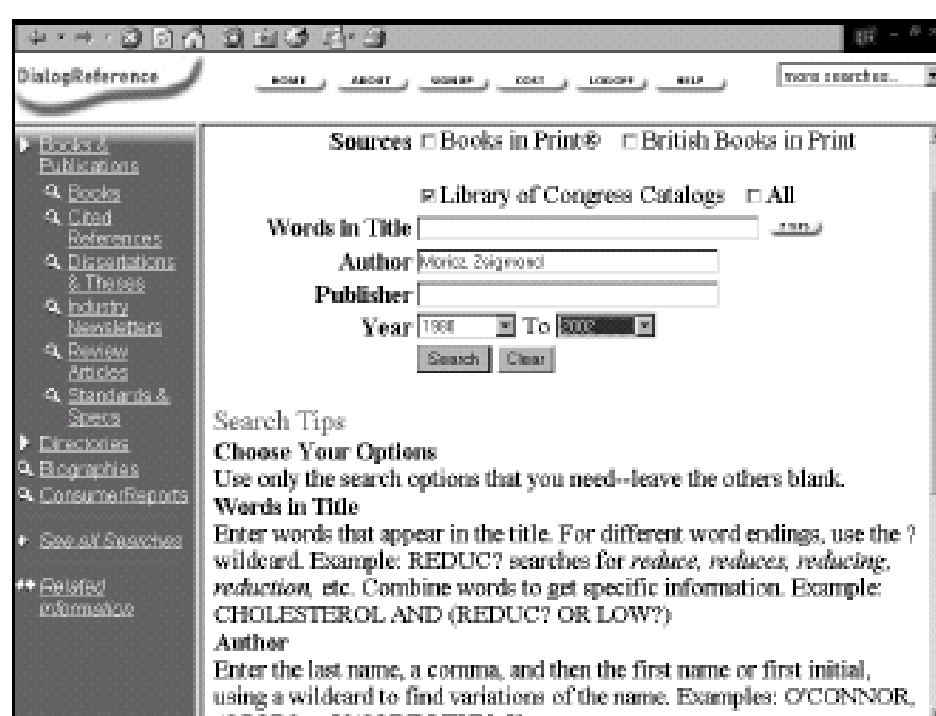 DialogReference
HOME ABOUT SIGNUP COST LOGOFF HELP more searches...
Books & Publications
Books
Cited References
Dissertations & Theses
Industry Newsletters
Review Articles
Standards & Specs
Directories
Biographies
ConsumerReports
See all Searches
Related Information
Sources Books in Print® British Books in Print
Library of Congress Catalogs All
Words in Title
Author Moricz, Zsigmond
Publisher
Year 1980 To 2002
Search Clear
Search Tips
Choose Your Options
Use only the search options that you need--leave the others blank.
Words in Title
Enter words that appear in the title. For different word endings, use the ?
wildcard. Example: REDUC? searches for reduce, reduces, reducing,
reduction, etc. Combine words to get specific information. Example:
CHOLESTEROL AND (REDUC? OR LOW?)
Author
Enter the last name, a comma, and then the first name or first initial,
using a wildcard to find variations of the name. Examples: O'CONNOR,